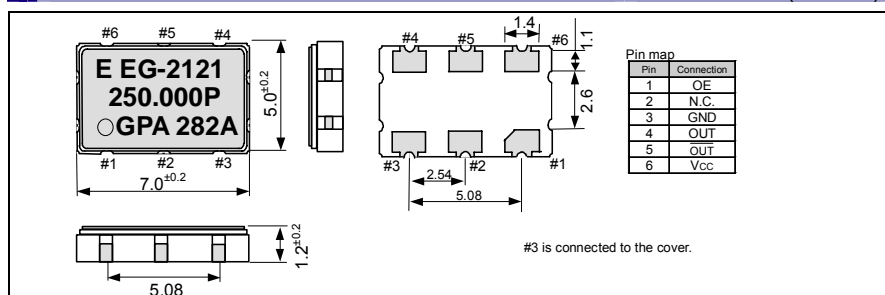 #6 #5 #4
E EG-2121
250.000P
○GPA 282A
#1 #2 #3
7.0±0.2
5.0±0.2
5.08
1.2±0.2
#4 #5 #6
1.4
1.1
2.6
#3 #2 #1
2.54
5.08
Pin map
Pin Connection
1 OE
2 N.C.
3 GND
4 OUT
5 O̅U̅T̅
6 Vcc
#3 is connected to the cover.